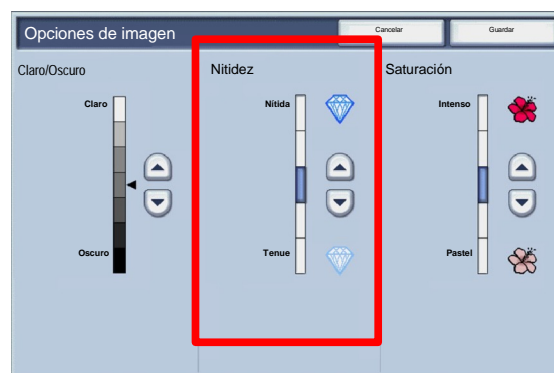 Opciones de imagen
Cancelar
Guardar
Claro/Oscuro
Nitidez
Saturación
Claro
Nítida
Intenso
Oscuro
Tenue
Pastel